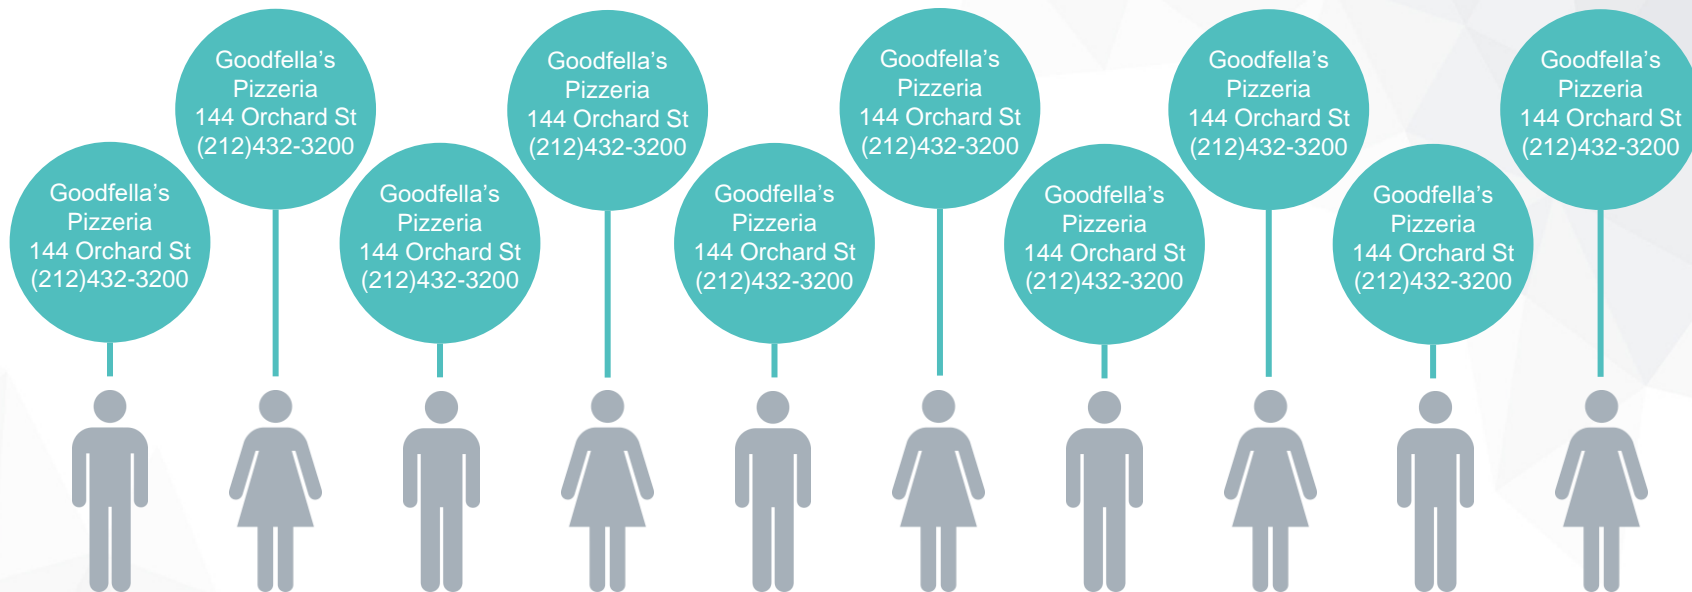 Goodfella’s
Pizzeria
144 Orchard St
(212)432-3200
Goodfella’s
Pizzeria
144 Orchard St
(212)432-3200
Goodfella’s
Pizzeria
144 Orchard St
(212)432-3200
Goodfella’s
Pizzeria
144 Orchard St
(212)432-3200
Goodfella’s
Pizzeria
144 Orchard St
(212)432-3200
Goodfella’s
Pizzeria
144 Orchard St
(212)432-3200
Goodfella’s
Pizzeria
144 Orchard St
(212)432-3200
Goodfella’s
Pizzeria
144 Orchard St
(212)432-3200
Goodfella’s
Pizzeria
144 Orchard St
(212)432-3200
Goodfella’s
Pizzeria
144 Orchard St
(212)432-3200